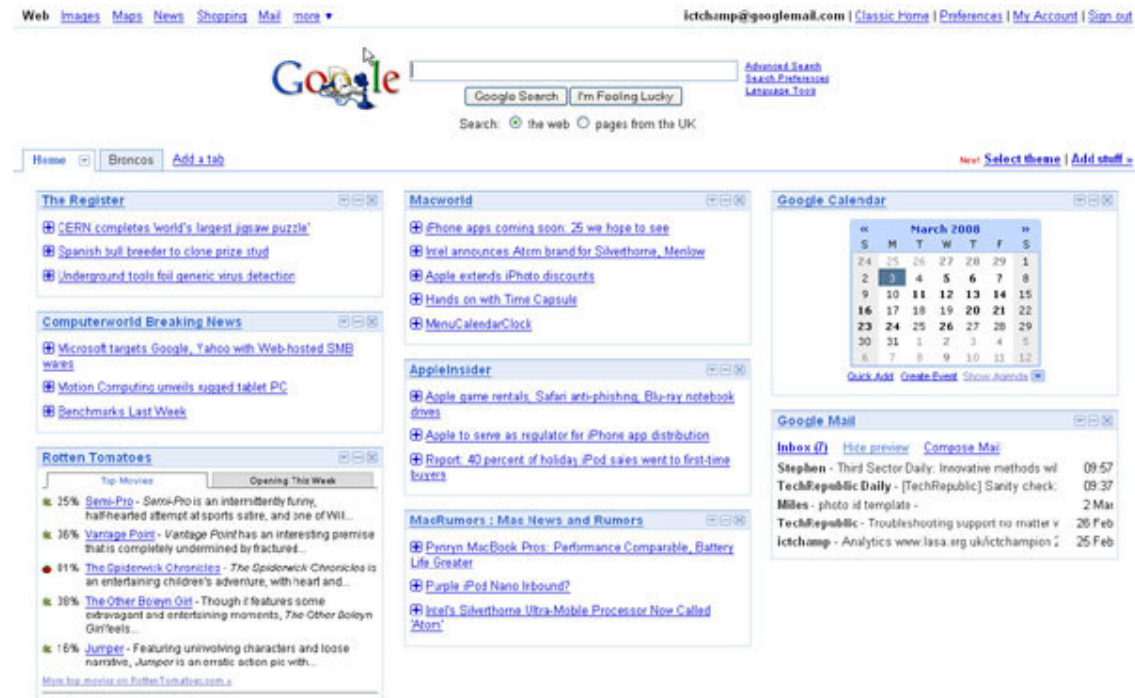 Web Images Maps News Shopping Mail more ▼
ictchamp@googlemail.com | Classic Home | Preferences | My Account | Sign out
Google
Advanced Search
Search Preferences
Language Tools
Google Search I'm Feeling Lucky
Search: the web pages from the UK
Home Broncos Add a tab
New! Select theme | Add stuff »
The Register
CERN completes 'world's largest jigsaw puzzle'
Spanish bull breeder to clone prize stud
Underground tools foil generic virus detection
Computerworld Breaking News
Microsoft targets Google, Yahoo with Web-hosted SMB
wares
Motion Computing unveils rugged tablet PC
Benchmarks Last Week
Rotten Tomatoes
Top Movies Opening This Week
25% Semi-Pro - Semi-Pro is an intermittently funny,
half-hearted attempt at sports satire, and one of Will...
36% Vantage Point - Vantage Point has an interesting premise
that is completely undermined by fractured...
81% The Spiderwick Chronicles - The Spiderwick Chronicles is
an entertaining children's adventure, with heart and...
38% The Other Boleyn Girl - Though it features some
extravagant and entertaining moments, The Other Boleyn
Girl feels...
16% Jumper - Featuring uninvolving characters and loose
narrative, Jumper is an erratic action pic with...
More top movies on RottenTomatoes.com »
Macworld
iPhone apps coming soon: 25 we hope to see
Intel announces Atom brand for Silverthorne, Menlow
Apple extends iPhoto discounts
Hands on with Time Capsule
MenuCalendarClock
AppleInsider
Apple game rentals, Safari anti-phishing, Blu-ray notebook
drives
Apple to serve as regulator for iPhone app distribution
Report: 40 percent of holiday iPod sales went to first-time
buyers
MacRumors : Mac News and Rumors
Penryn MacBook Pros: Performance Comparable, Battery
Life Greater
Purple iPod Nano Inbound?
Intel's Silverthorne Ultra-Mobile Processor Now Called
'Atom'
Google Calendar
« March 2008 »
S M T W T F S
24 25 26 27 28 29 1
2 3 4 5 6 7 8
9 10 11 12 13 14 15
16 17 18 19 20 21 22
23 24 25 26 27 28 29
30 31 1 2 3 4 5
6 7 8 9 10 11 12
Quick Add Create Event Show Agenda
Google Mail
Inbox (7) Hide preview Compose Mail
Stephen - Third Sector Daily: Innovative methods wil 09:57
TechRepublic Daily - [TechRepublic] Sanity check: 09:37
Miles - photo id template - 2 Mar
TechRepublic - Troubleshooting support no matter v 26 Feb
ictchamp - Analytics www.lasa.org.uk/ictchampion 25 Feb